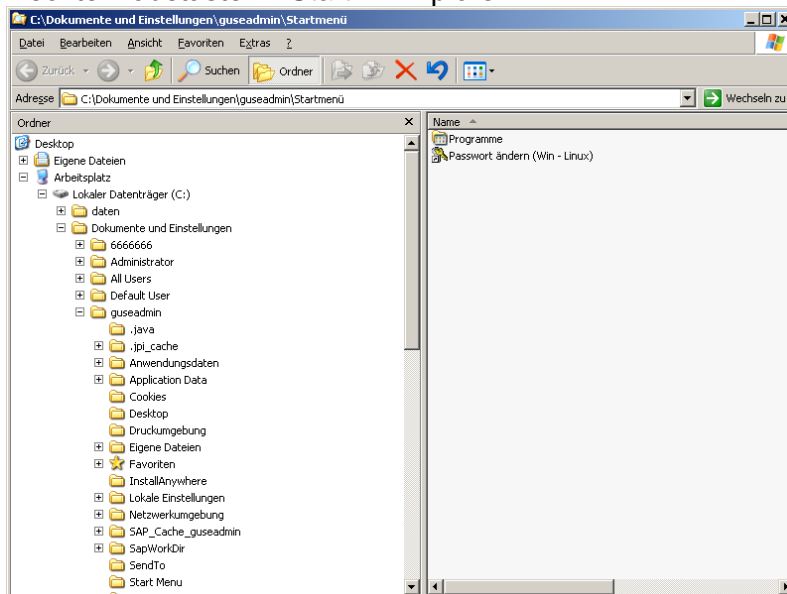 C:\Dokumente und Einstellungen\guseadmin\Startmenü
Datei Bearbeiten Ansicht Favoriten Extras ?
Zurück Suchen Ordner
Adresse C:\Dokumente und Einstellungen\guseadmin\Startmenü Wechseln zu
Ordner
Desktop
Eigene Dateien
Arbeitsplatz
Lokaler Datenträger (C:)
daten
Dokumente und Einstellungen
6666666
Administrator
All Users
Default User
guseadmin
.java
.jpi_cache
Anwendungsdaten
Application Data
Cookies
Desktop
Druckumgebung
Eigene Dateien
Favoriten
InstallAnywhere
Lokale Einstellungen
Netzwerkumgebung
SAP_Cache_guseadmin
SapWorkDir
SendTo
Start Menu
Name
Programme
Passwort ändern (Win - Linux)